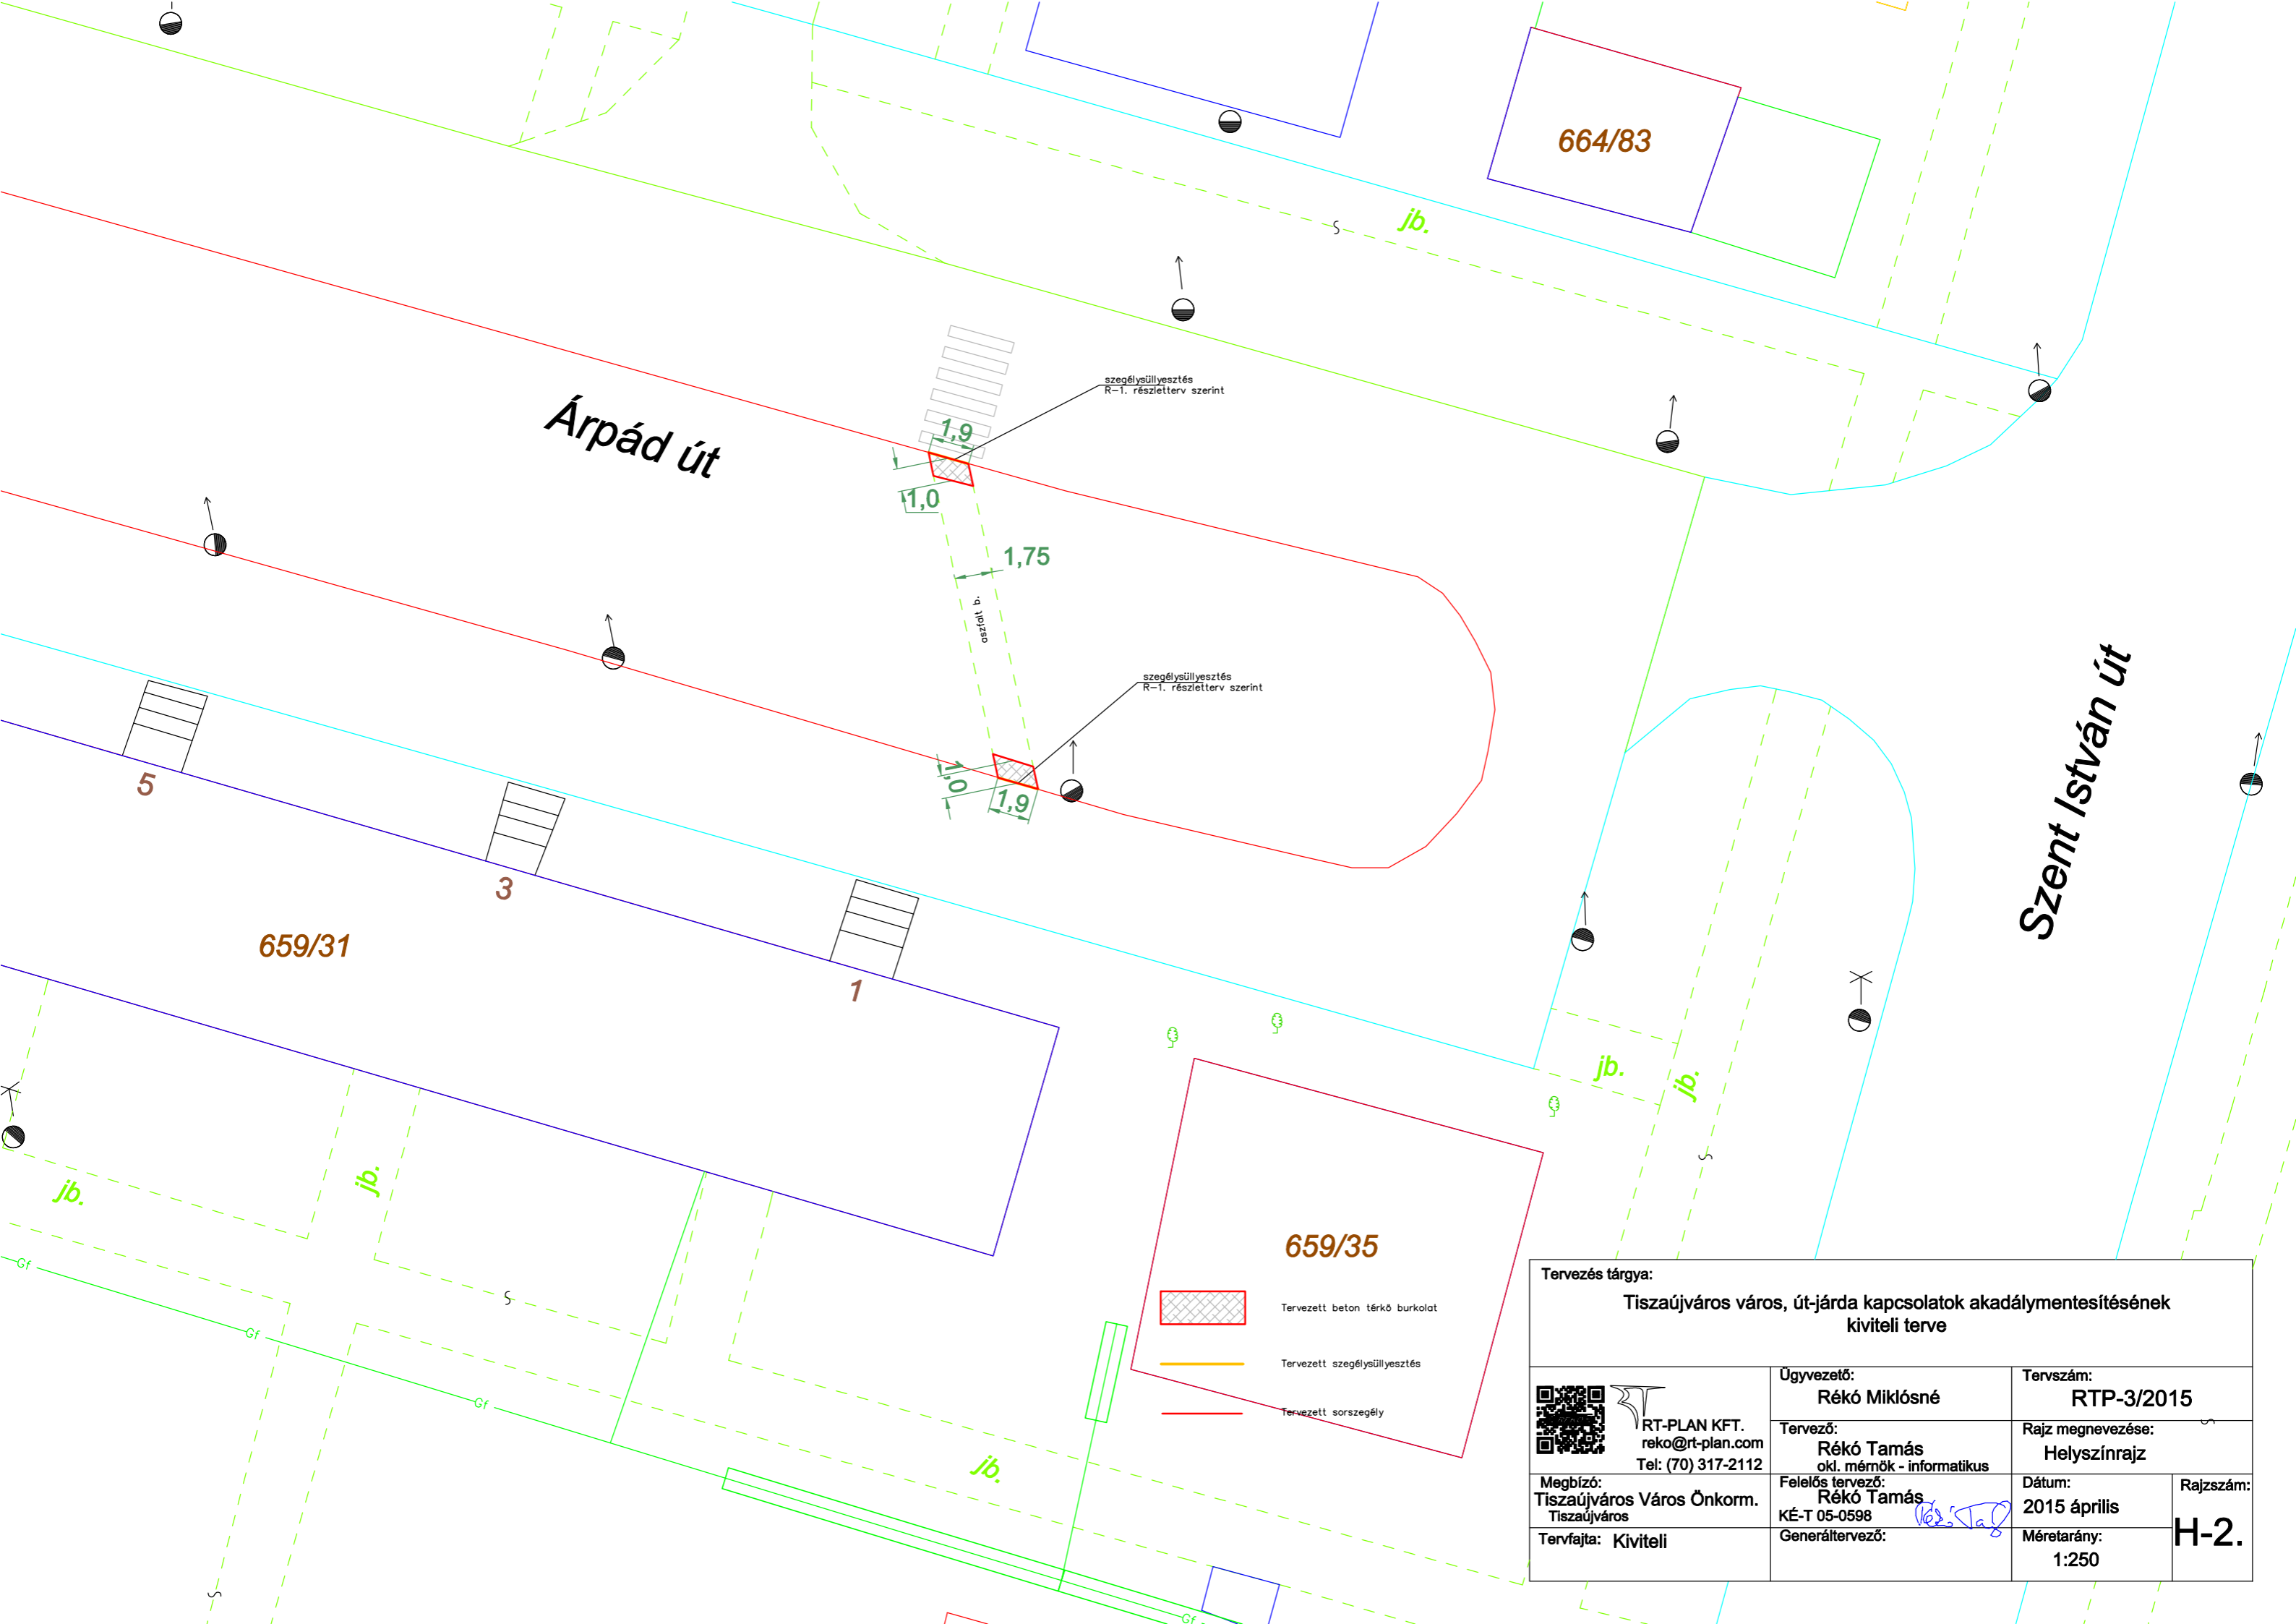 664/83
jb.
szegélysüllyesztés
R-1. részletterv szerint
Árpád út
1,9
1,0
1,75
aszfalt b.
szegélysüllyesztés
R-1. részletterv szerint
1,0
1,9
Szent István út
5
3
1
659/31
jb.
jb.
jb.
jb.
659/35
Gf
Gf
Gf
jb.
Gf
Tervezett beton térkő burkolat
Tervezett szegélysüllyesztés
Tervezett sorszegély
Tervezés tárgya:
Tiszaújváros város, út-járda kapcsolatok akadálymentesítésének
kiviteli terve
RT-PLAN KFT.
reko@rt-plan.com
Tel: (70) 317-2112
Ügyvezető:
Rékó Miklósné
Tervszám:
RTP-3/2015
Tervező:
Rékó Tamás
okl. mérnök - informatikus
Rajz megnevezése:
Helyszínrajz
Megbízó:
Tiszaújváros Város Önkorm.
Tiszaújváros
Felelős tervező:
Rékó Tamás
KÉ-T 05-0598
Dátum:
2015 április
Rajzszám:
H-2.
Tervfajta: Kiviteli
Generáltervező:
Méretarány:
1:250